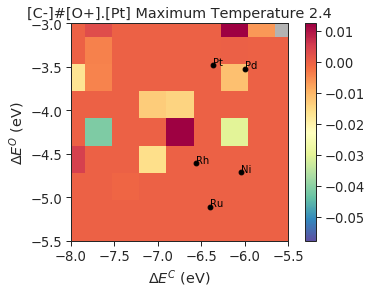 [C-]#[O+].[Pt] Maximum Temperature 2.4
−3.0
−3.5
−4.0
−4.5
−5.0
−5.5
ΔE^O (eV)
Pt
Pd
Rh
Ni
Ru
−8.0 −7.5 −7.0 −6.5 −6.0 −5.5
ΔE^C (eV)
0.01
0.00
−0.01
−0.02
−0.03
−0.04
−0.05